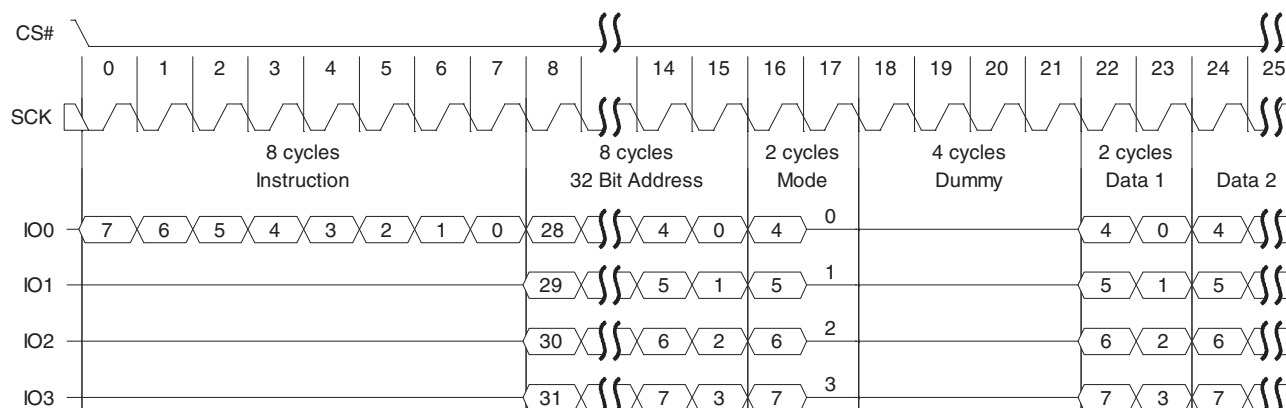 CS#
0 1 2 3 4 5 6 7 8 14 15 16 17 18 19 20 21 22 23 24 25
SCK
8 cycles 8 cycles 2 cycles 4 cycles 2 cycles
Instruction 32 Bit Address Mode Dummy Data 1 Data 2
IO0 7 6 5 4 3 2 1 0 28 4 0 4 0 4 0 4
IO1 29 5 1 5 1 5 1 5
IO2 30 6 2 6 2 6 2 6
IO3 31 7 3 7 3 7 3 7